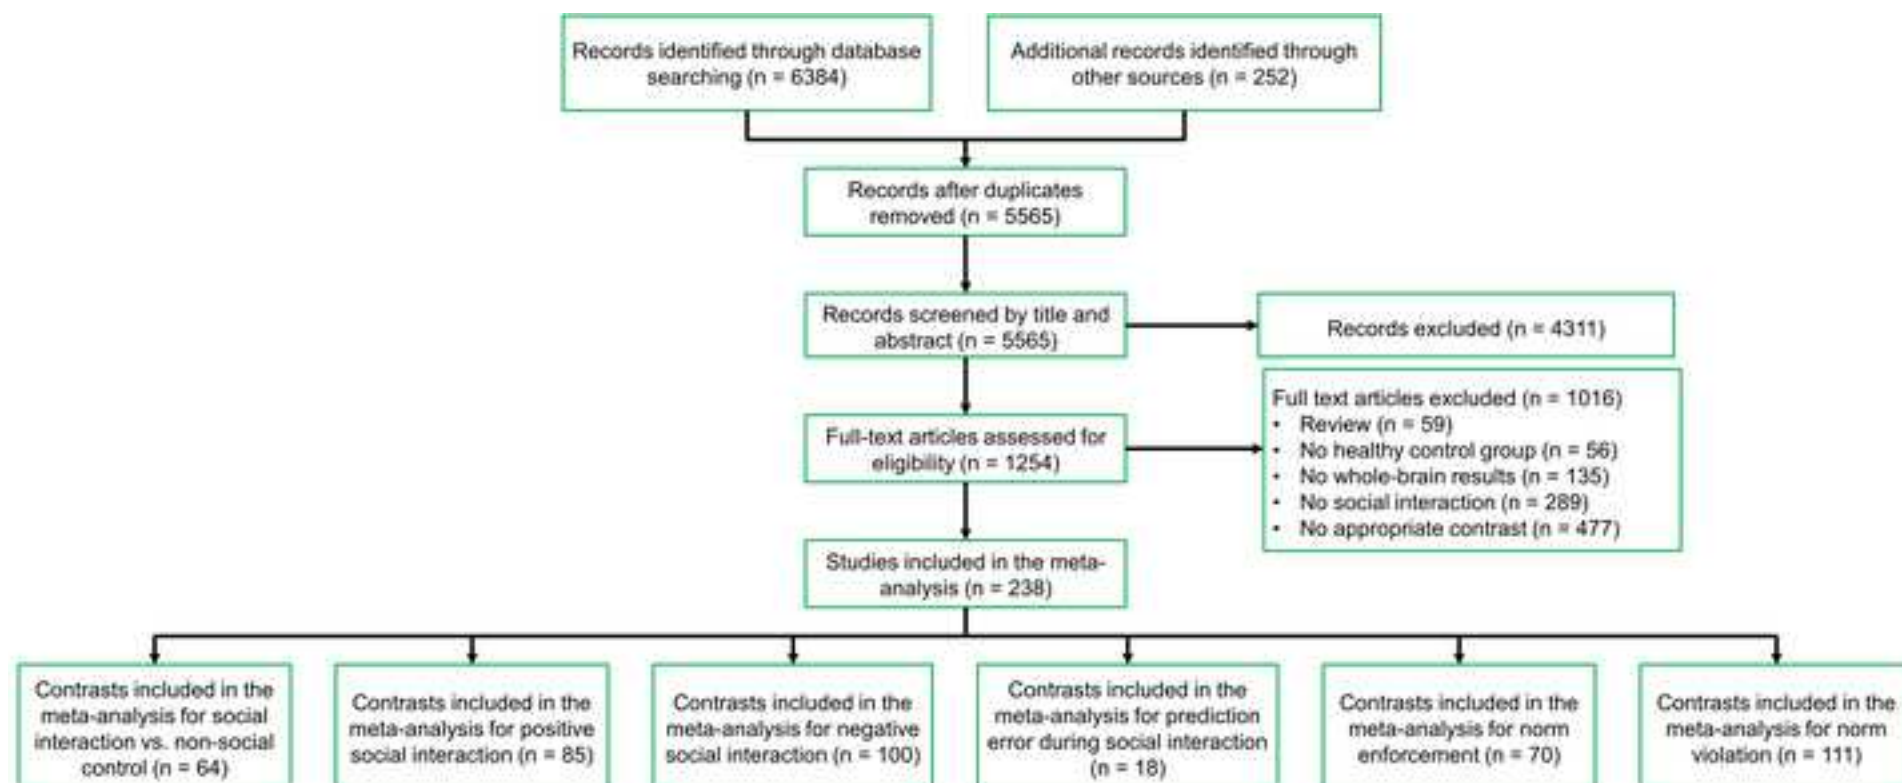 Records identified through database
searching (n = 6384)
Additional records identified through
other sources (n = 252)
Records after duplicates
removed (n = 5565)
Records screened by title and
abstract (n = 5565)
Records excluded (n = 4311)
Full-text articles assessed for
eligibility (n = 1254)
Full text articles excluded (n = 1016)
• Review (n = 59)
• No healthy control group (n = 56)
• No whole-brain results (n = 135)
• No social interaction (n = 289)
• No appropriate contrast (n = 477)
Studies included in the meta-
analysis (n = 238)
Contrasts included in the
meta-analysis for social
interaction vs. non-social
control (n = 64)
Contrasts included in the
meta-analysis for positive
social interaction (n = 85)
Contrasts included in the
meta-analysis for negative
social interaction (n = 100)
Contrasts included in the
meta-analysis for prediction
error during social interaction
(n = 18)
Contrasts included in the
meta-analysis for norm
enforcement (n = 70)
Contrasts included in the
meta-analysis for norm
violation (n = 111)